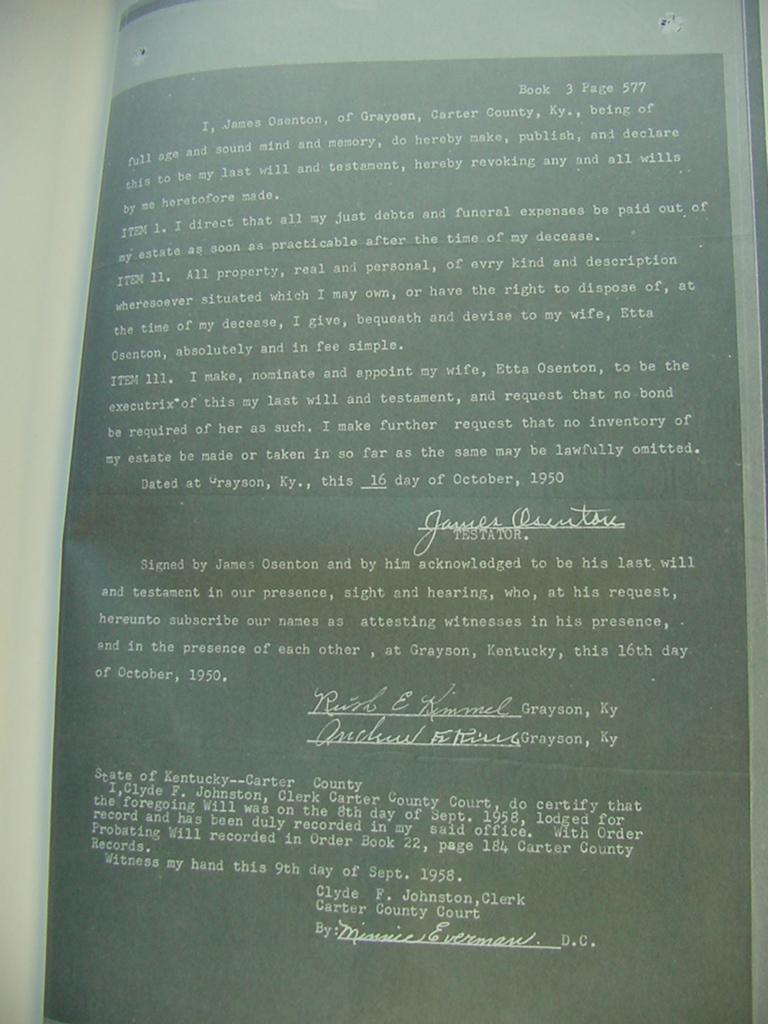 Book 3 Page 577
I, James Osenton, of Grayson, Carter County, Ky., being of
full age and sound mind and memory, do hereby make, publish, and declare
this to be my last will and testament, hereby revoking any and all wills
by me heretofore made.
ITEM 1. I direct that all my just debts and funeral expenses be paid out of
my estate as soon as practicable after the time of my decease.
ITEM 11. All property, real and personal, of evry kind and description
wheresoever situated which I may own, or have the right to dispose of, at
the time of my decease, I give, bequeath and devise to my wife, Etta
Osenton, absolutely and in fee simple.
ITEM 111. I make, nominate and appoint my wife, Etta Osenton, to be the
executrix of this my last will and testament, and request that no bond
be required of her as such. I make further request that no inventory of
my estate be made or taken in so far as the same may be lawfully omitted.
Dated at Grayson, Ky., this 16 day of October, 1950
James Osenton
TESTATOR.
Signed by James Osenton and by him acknowledged to be his last will
and testament in our presence, sight and hearing, who, at his request,
hereunto subscribe our names as attesting witnesses in his presence,
and in the presence of each other , at Grayson, Kentucky, this 16th day
of October, 1950.
Rush E Kimmel Grayson, Ky
Grayson, Ky
State of Kentucky--Carter County
I,Clyde F. Johnston, Clerk Carter County Court, do certify that
the foregoing Will was on the 8th day of Sept. 1958, lodged for
record and has been duly recorded in my said office. With Order
Probating Will recorded in Order Book 22, page 184 Carter County
Records.
Witness my hand this 9th day of Sept. 1958.
Clyde F. Johnston,Clerk
Carter County Court
By: Minnie Everman. D.C.